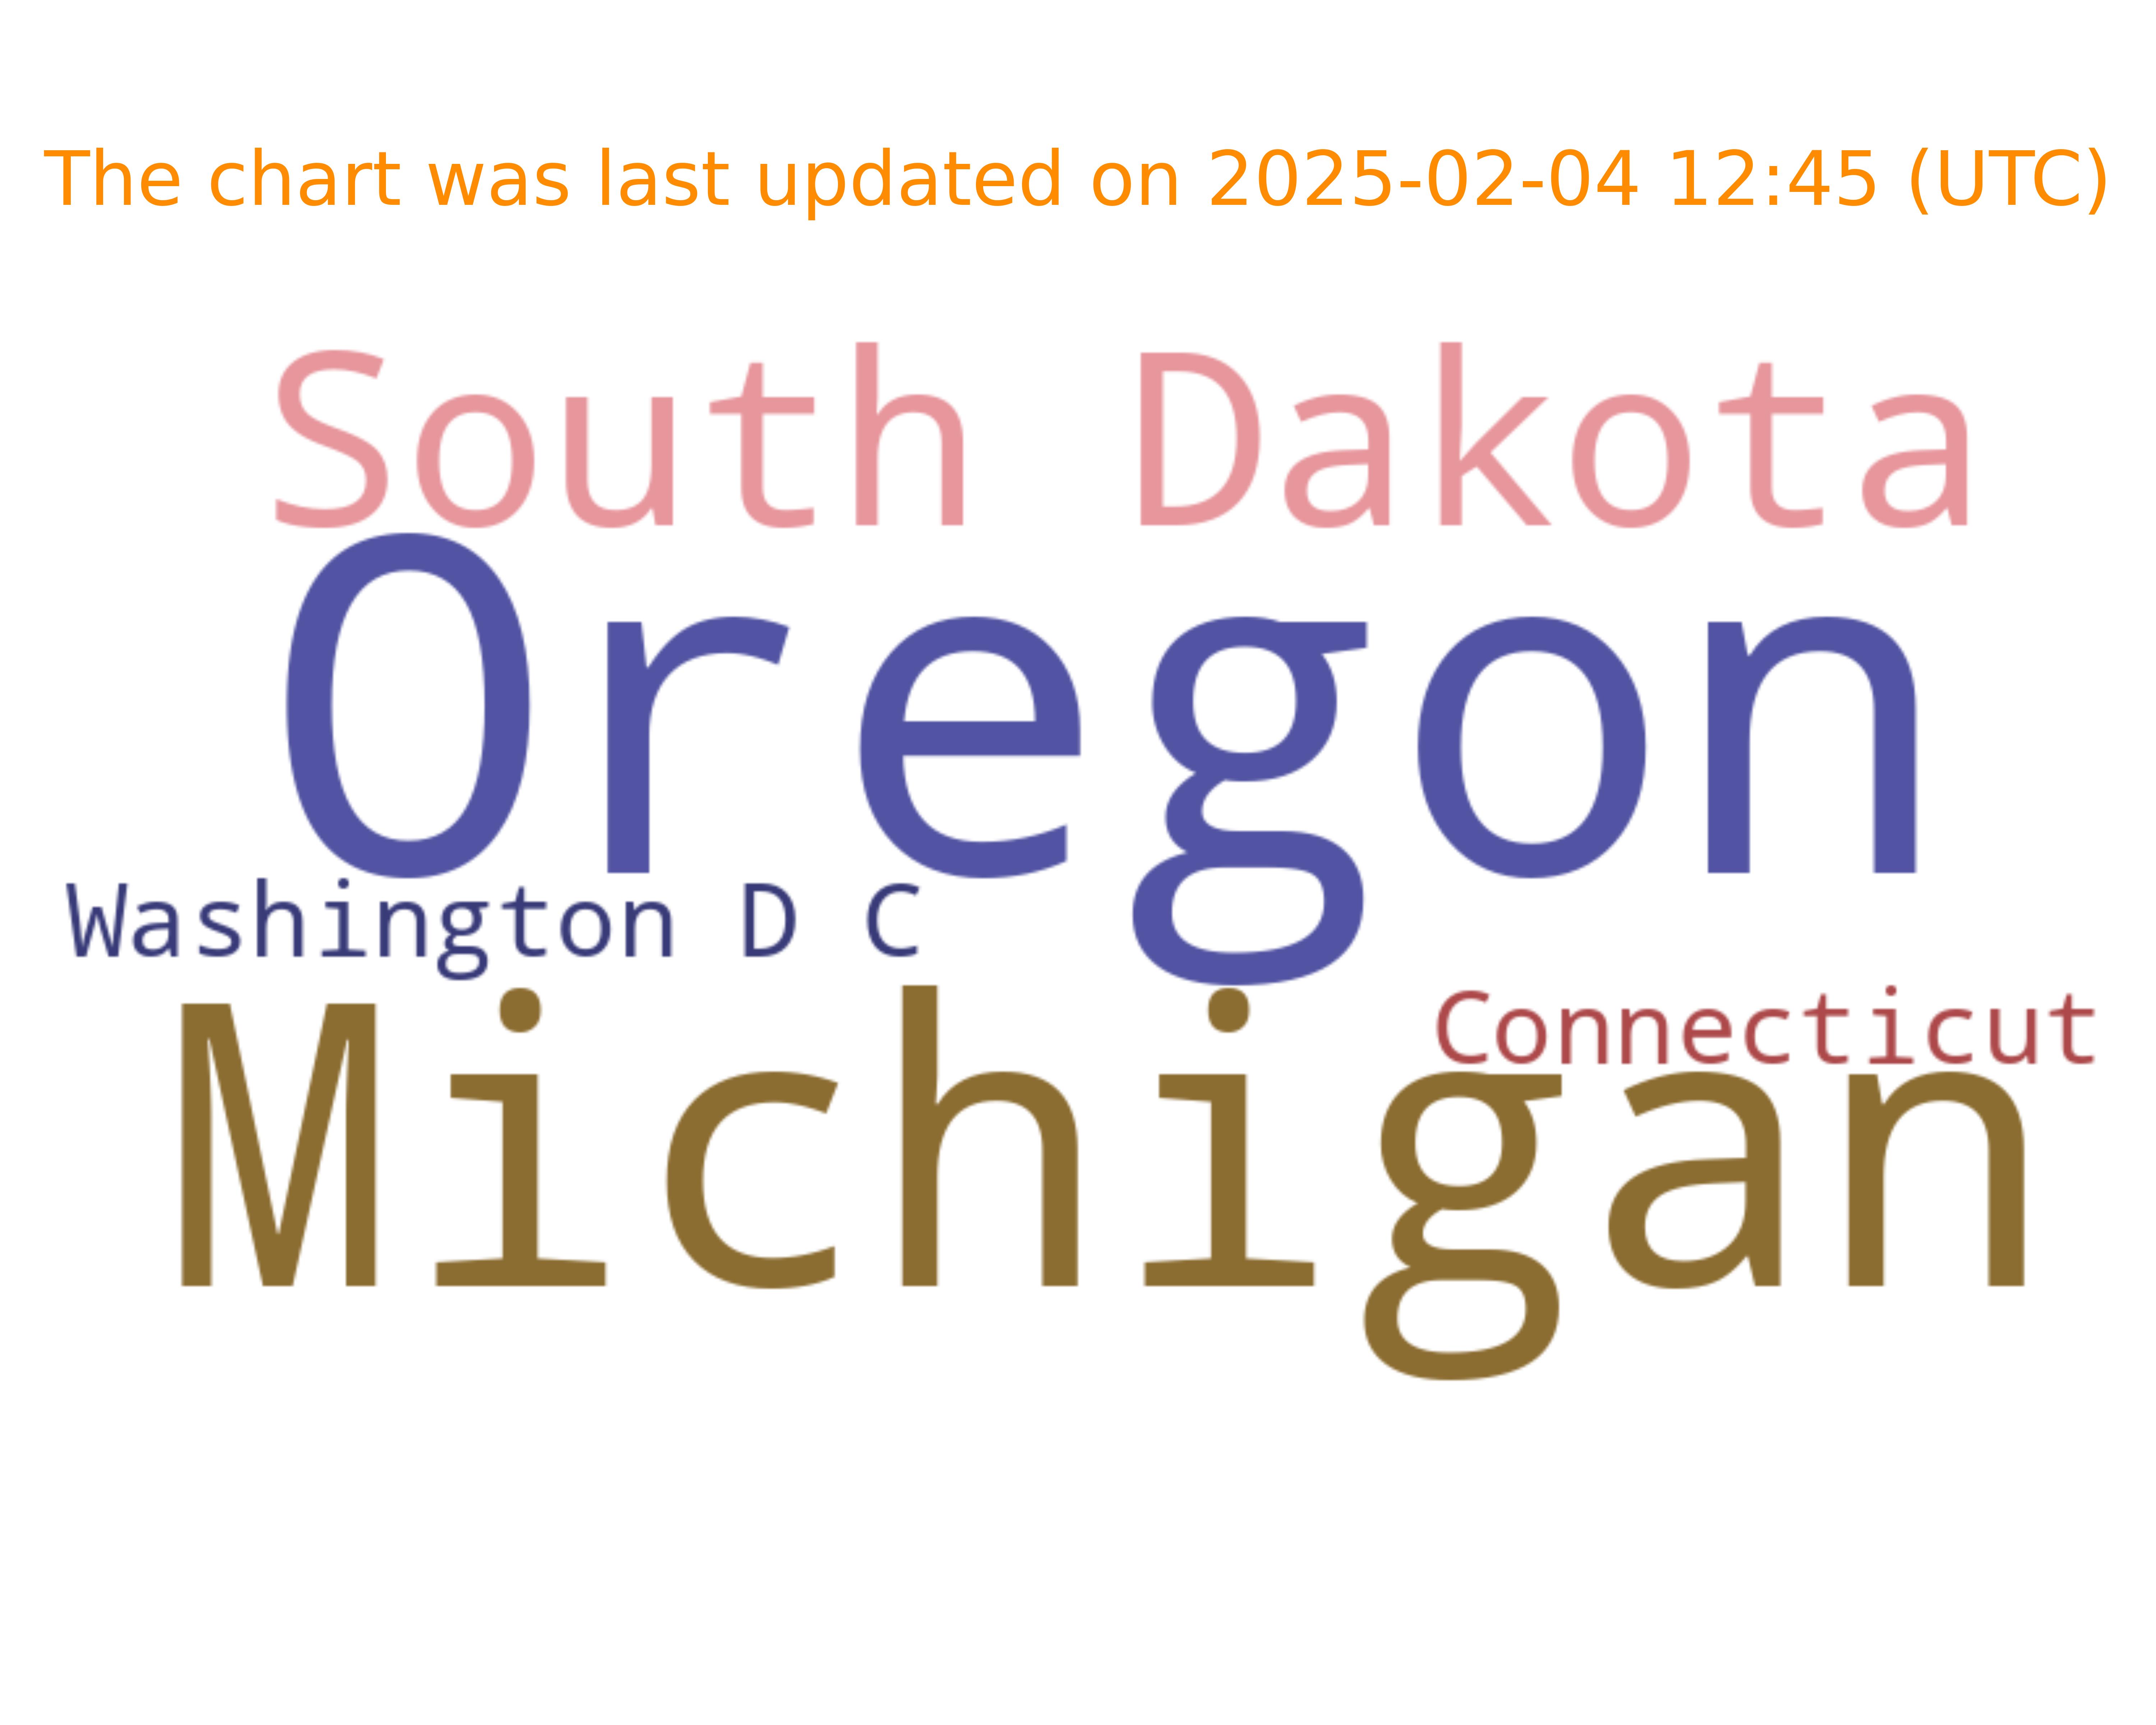 The chart was last updated on 2025-02-04 12:45 (UTC)
South Dakota
Oregon
Washington D C
Connecticut
Michigan